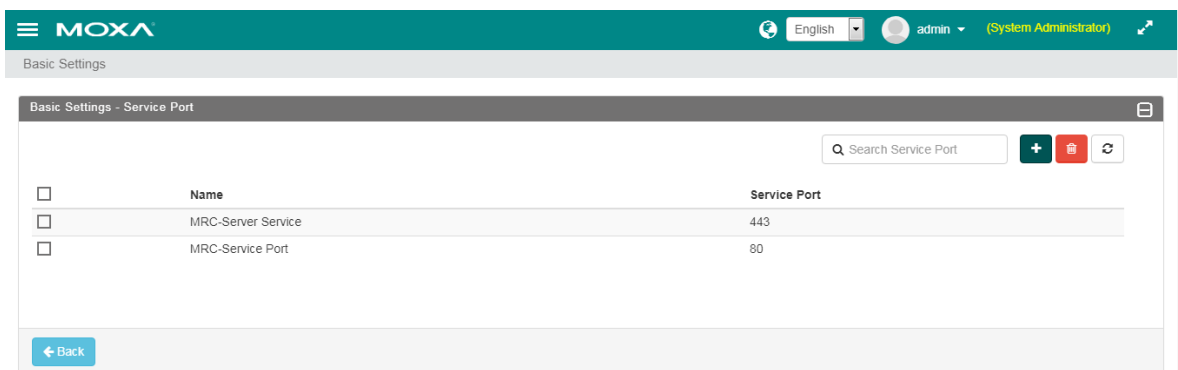 MOXA English admin (System Administrator)
Basic Settings
Basic Settings - Service Port
Search Service Port
Name Service Port
MRC-Server Service 443
MRC-Service Port 80
Back